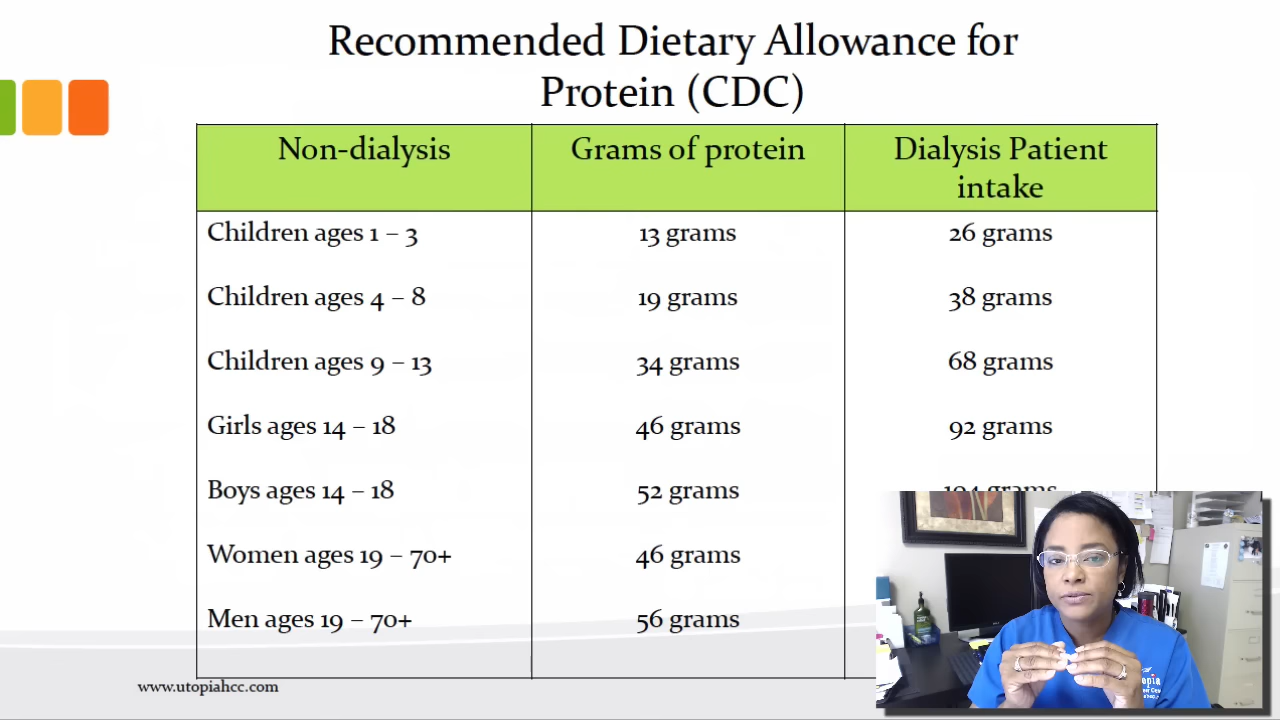 Recommended Dietary Allowance for
Protein (CDC)
Non-dialysis Grams of protein Dialysis Patient
intake
Children ages 1 – 3 13 grams 26 grams
Children ages 4 – 8 19 grams 38 grams
Children ages 9 – 13 34 grams 68 grams
Girls ages 14 – 18 46 grams 92 grams
Boys ages 14 – 18 52 grams 104 grams
Women ages 19 – 70+ 46 grams
Men ages 19 – 70+ 56 grams
www.utopiahcc.com